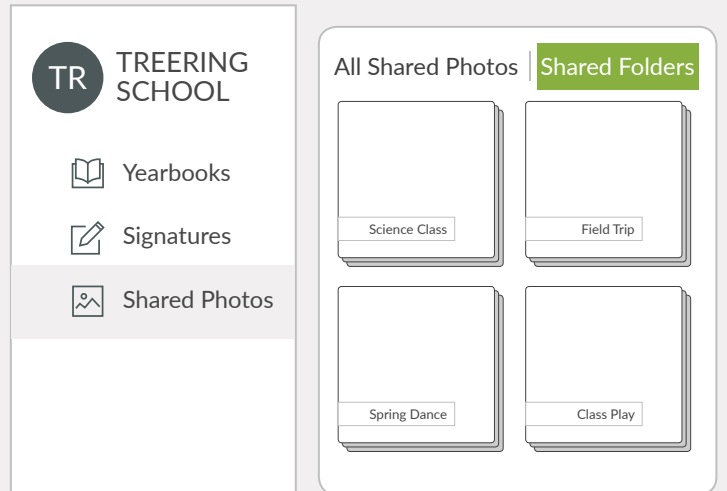 TR
TREERING
SCHOOL
Yearbooks
Signatures
Shared Photos
All Shared Photos
Shared Folders
Science Class
Field Trip
Spring Dance
Class Play